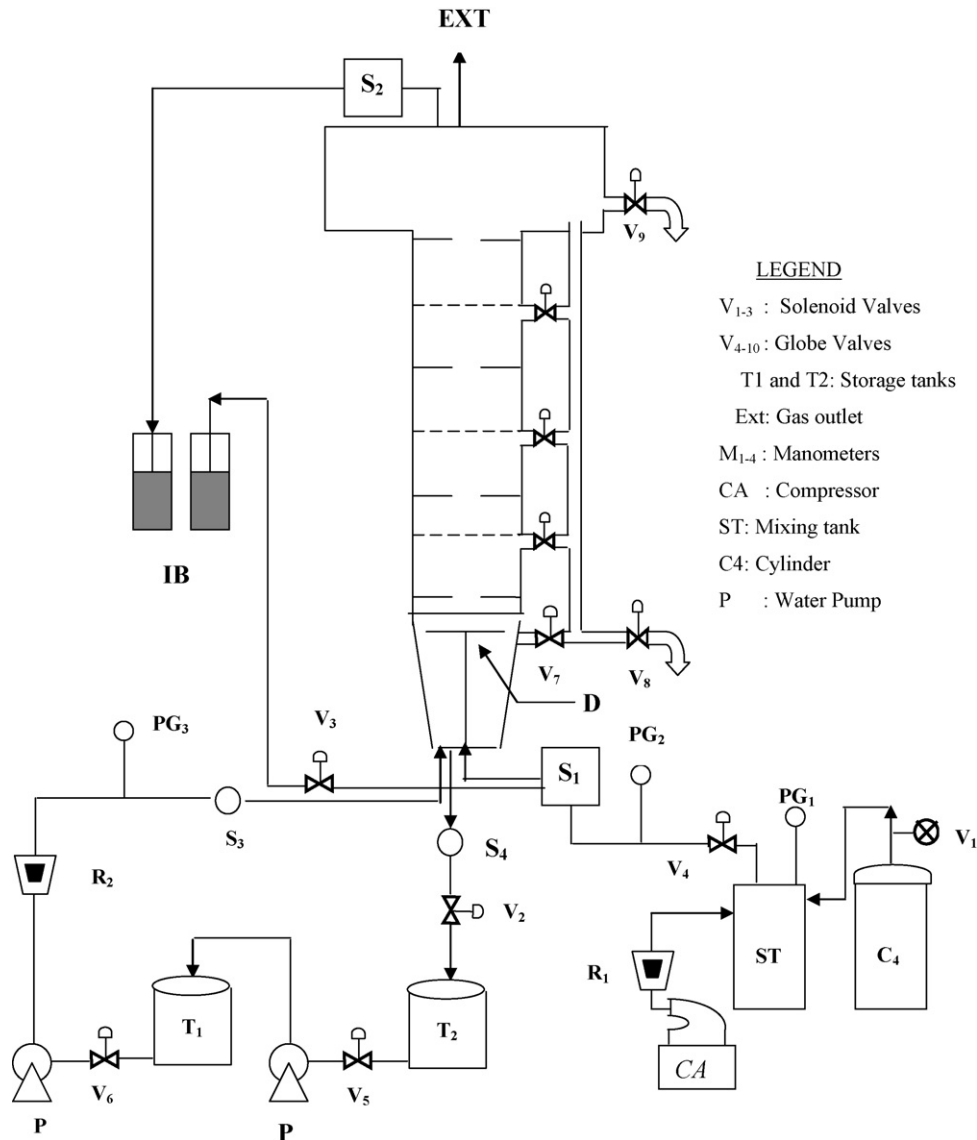 EXT
S₂
V₉
LEGEND
V₁₋₃ : Solenoid Valves
V₄₋₁₀ : Globe Valves
T1 and T2: Storage tanks
Ext: Gas outlet
M₁₋₄ : Manometers
CA : Compressor
ST: Mixing tank
C4: Cylinder
P : Water Pump
IB
V₇
V₈
D
PG₃
V₃
S₁
PG₂
PG₁
S₃
S₄
V₄
V₁
R₂
V₂
R₁
ST
C₄
T₁
T₂
V₆
V₅
CA
P
P